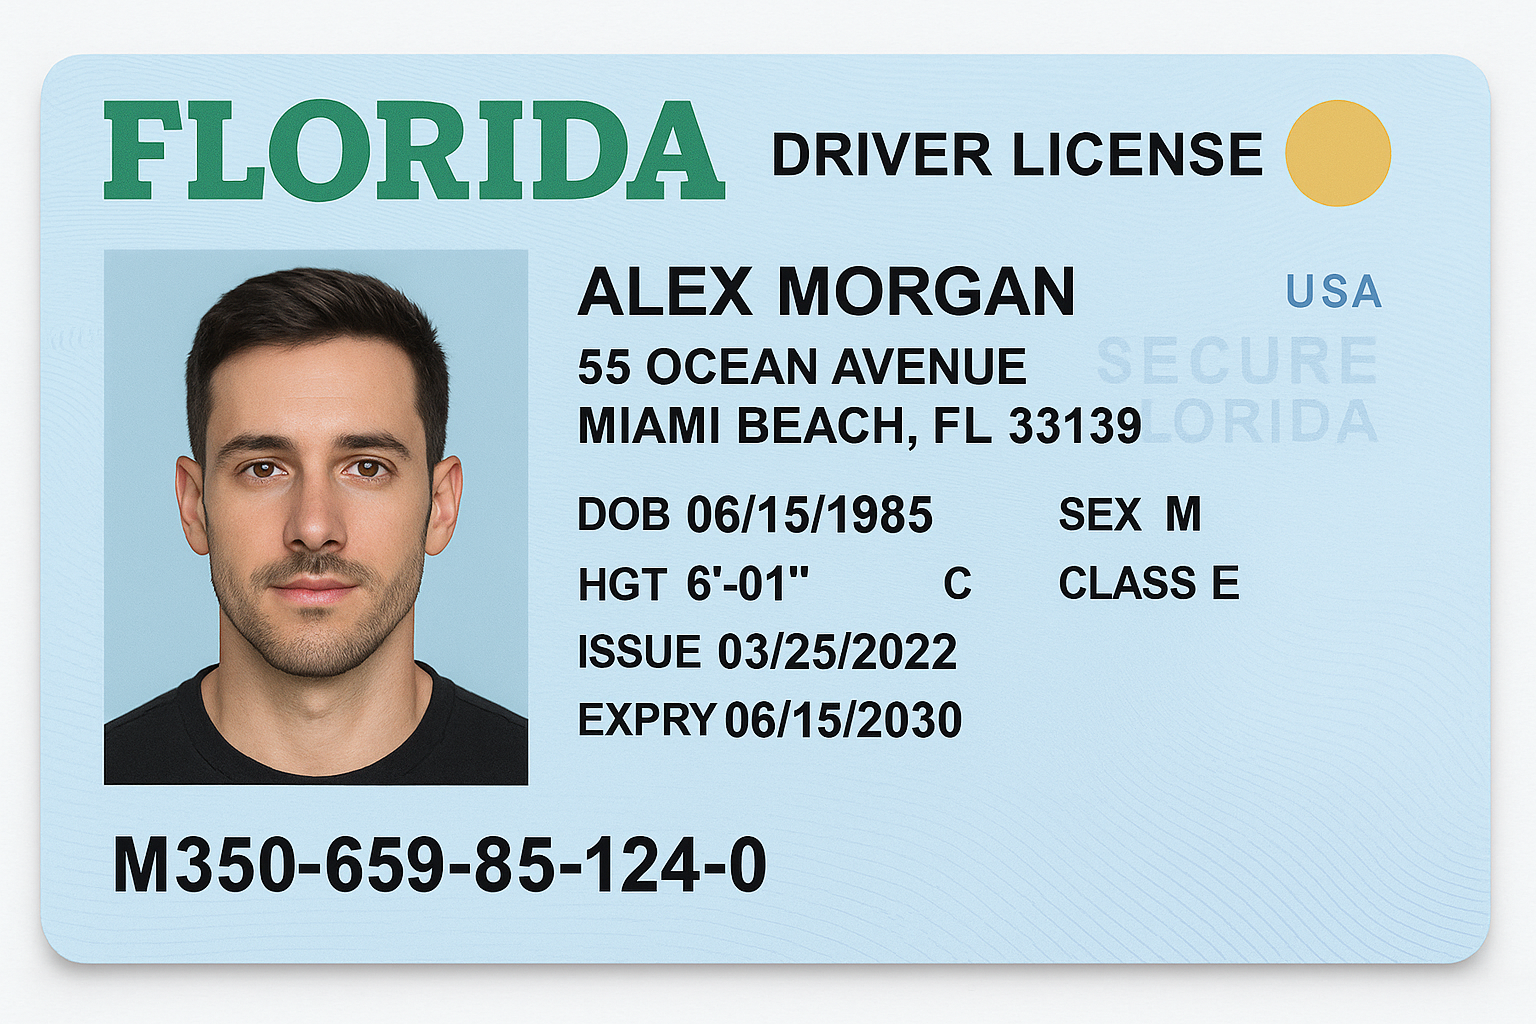 FLORIDA DRIVER LICENSE
ALEX MORGAN
USA
55 OCEAN AVENUE
SECURE
MIAMI BEACH, FL 33139
LORIDA
DOB 06/15/1985 SEX M
HGT 6'-01" C CLASS E
ISSUE 03/25/2022
EXPRY 06/15/2030
M350-659-85-124-0